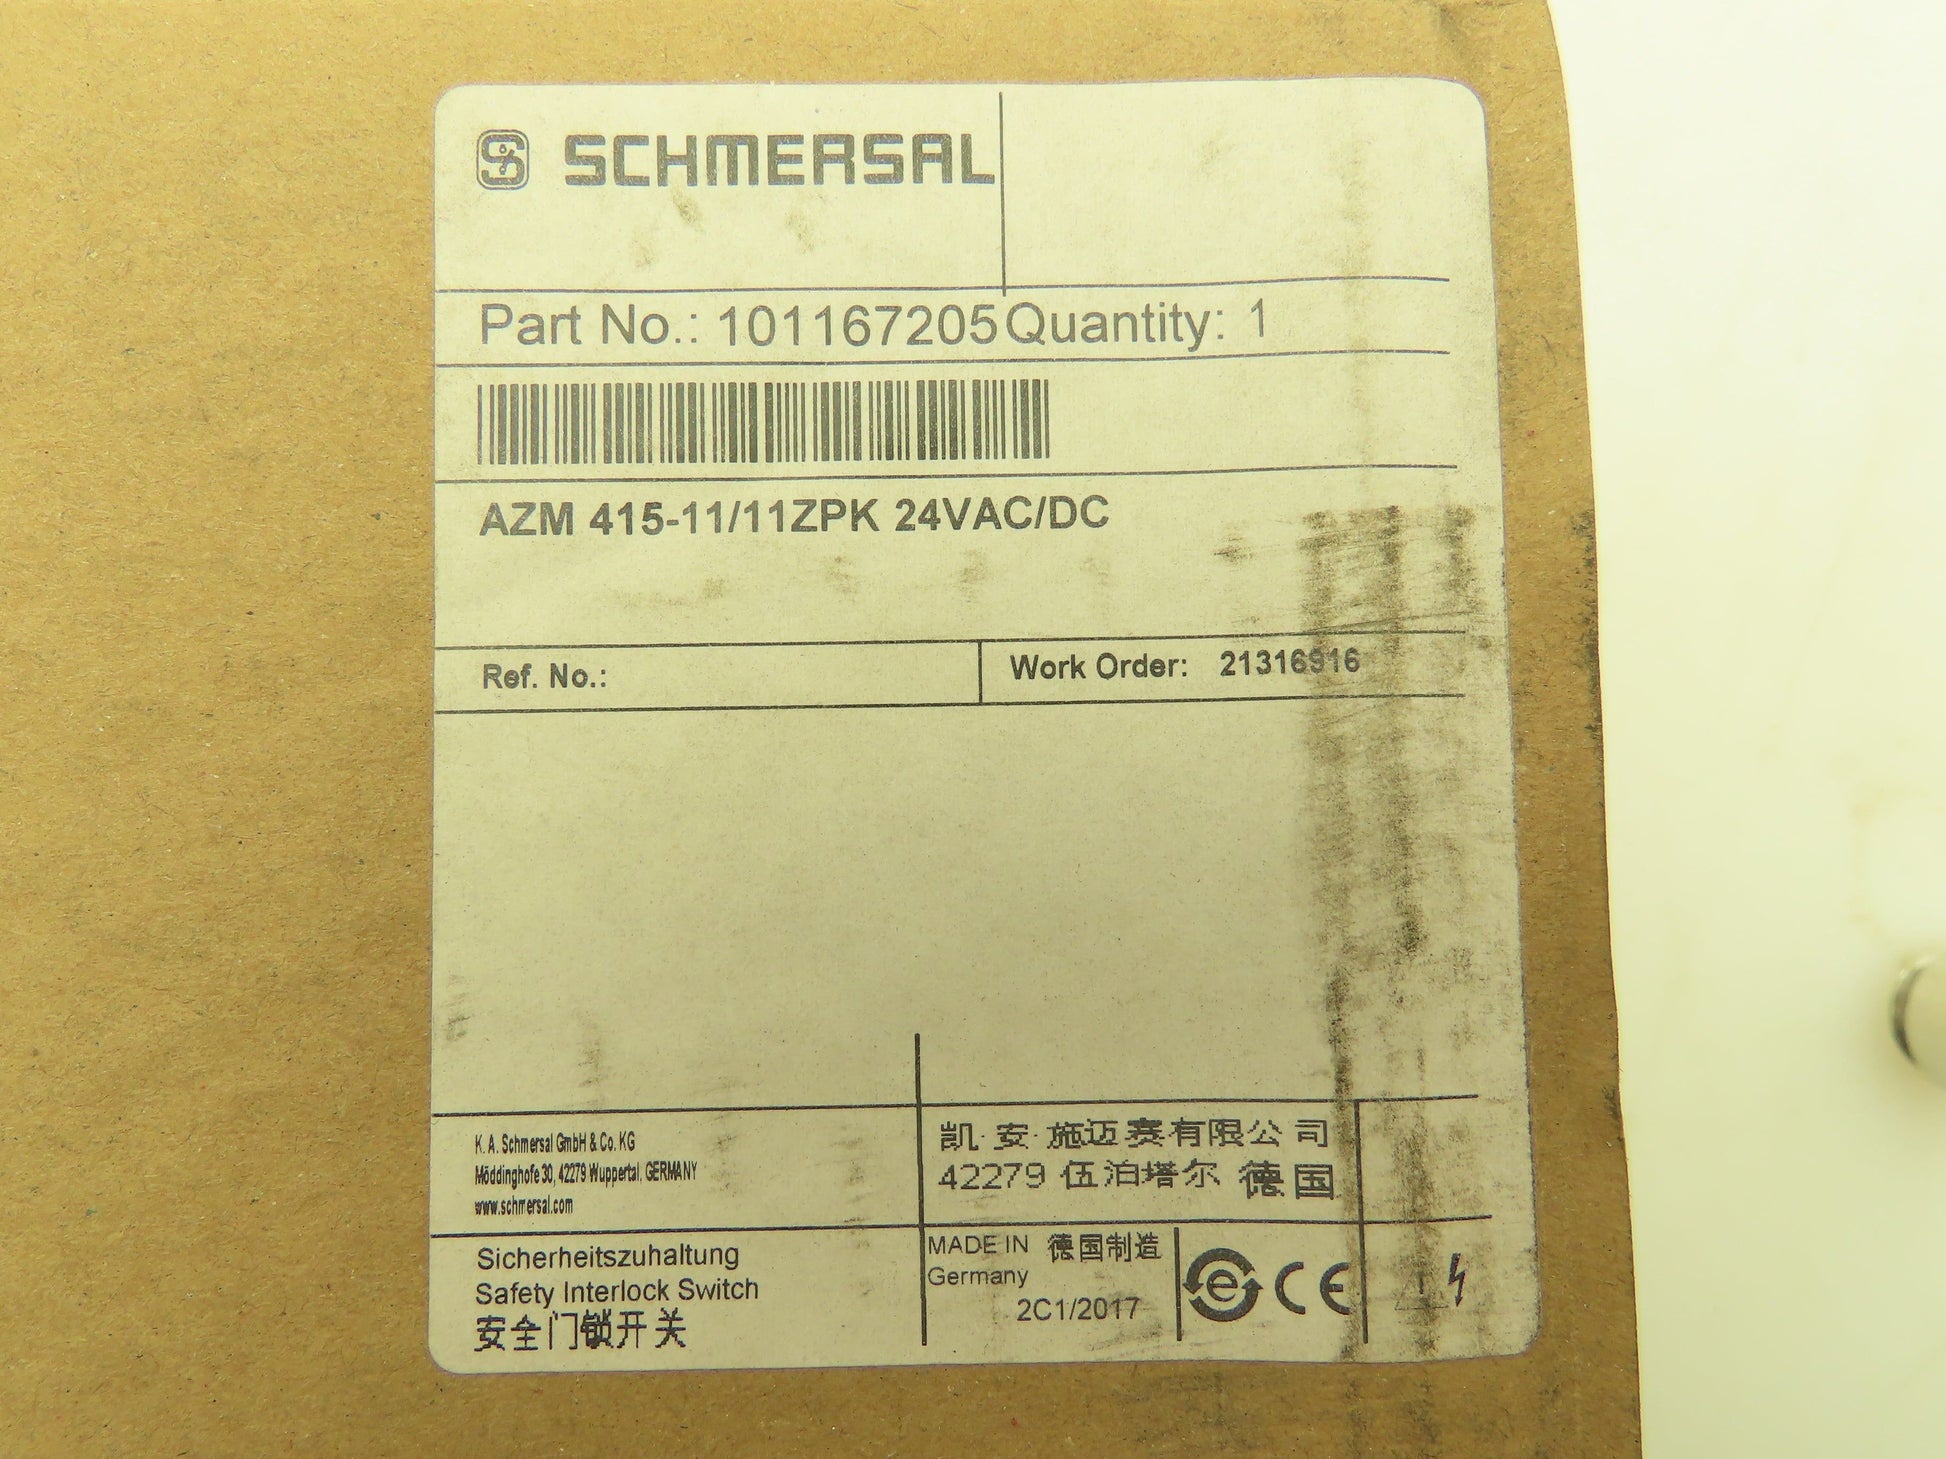 SCHMERSAL
Part No.: 101167205 Quantity: 1
AZM 415-11/11ZPK 24VAC/DC
Ref. No.:
Work Order: 21316916
K. A. Schmersal GmbH & Co. KG
Möddinghofe 30, 42279 Wuppertal, GERMANY
www.schmersal.com
凯·安·施迈赛有限公司
42279 伍泊塔尔 德国
Sicherheitszuhaltung
Safety Interlock Switch
安全门锁开关
MADE IN 德国制造
Germany
2C1/2017
e CE